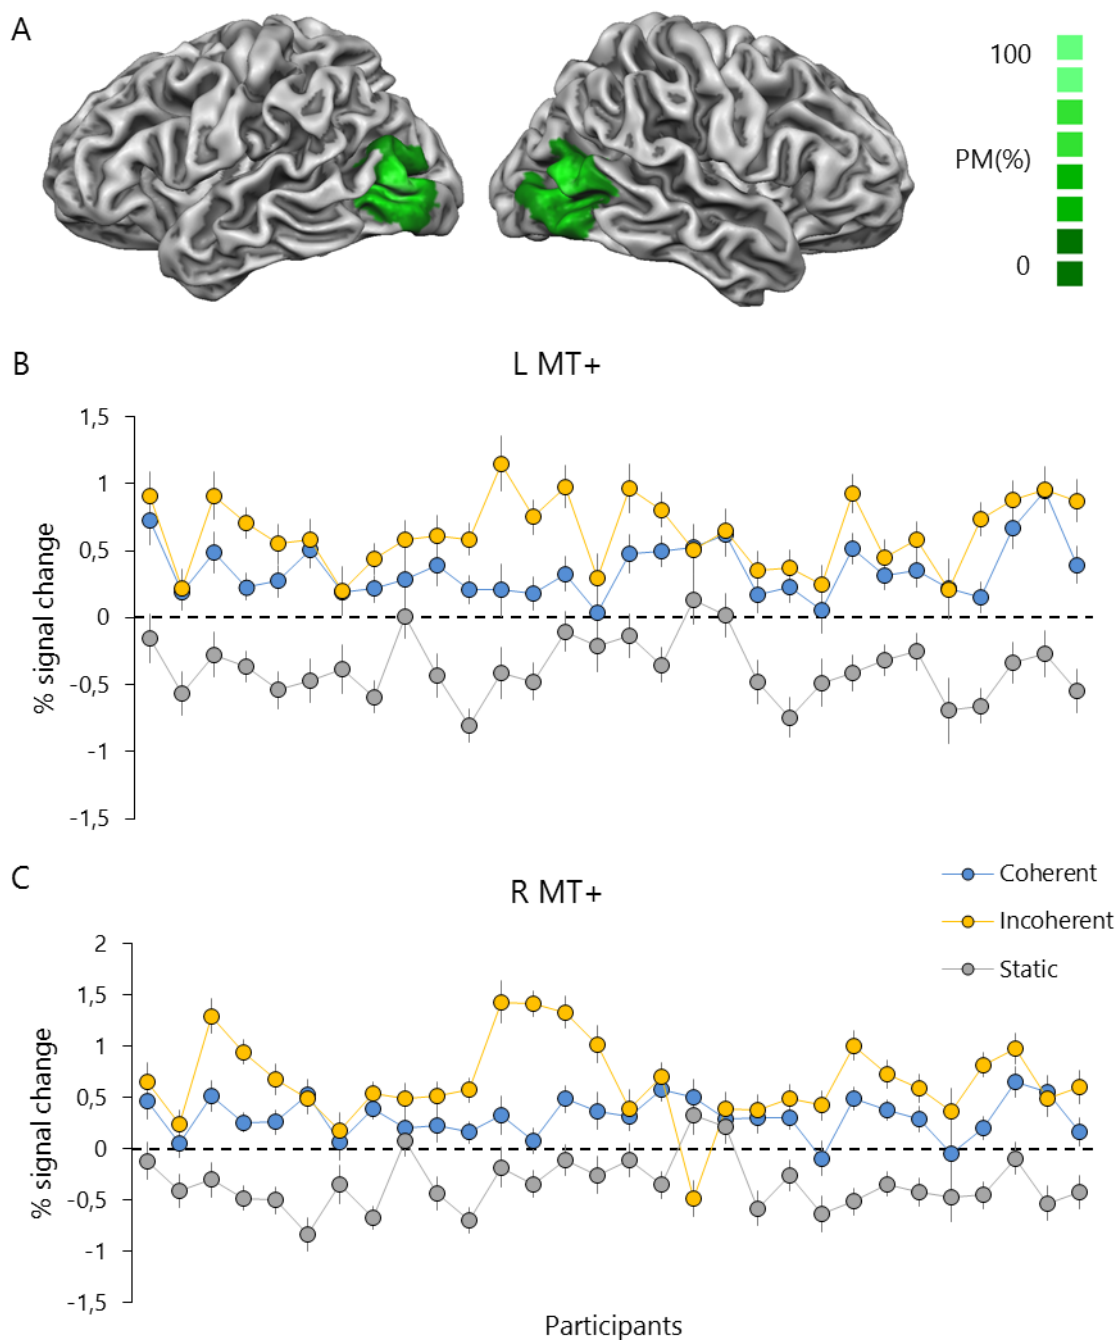 A
100
PM(%)
0
B
L MT+
1,5
1
0,5
0
-0,5
-1
-1,5
% signal change
C
R MT+
Coherent
Incoherent
Static
2
1,5
1
0,5
0
-0,5
-1
-1,5
% signal change
Participants